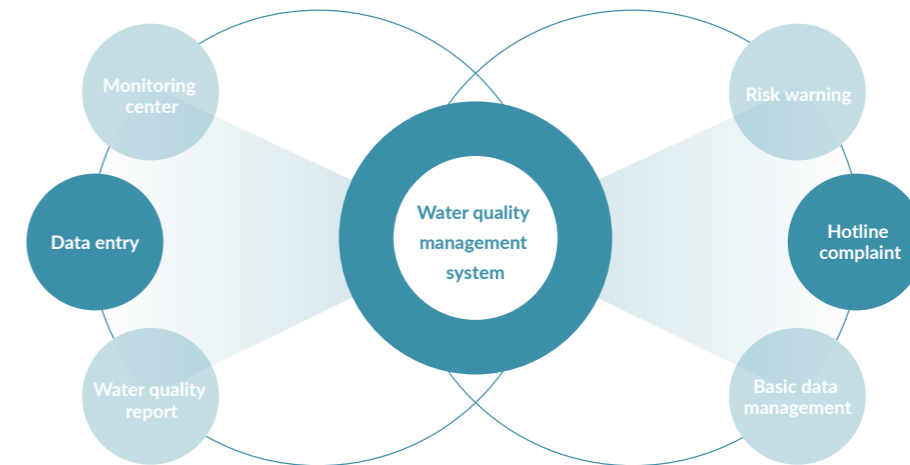 Monitoring
center
Data entry
Water quality
report
Water quality
management
system
Risk warning
Hotline
complaint
Basic data
management